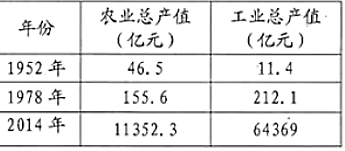 年份 农业总产值（亿元） 工业总产值（亿元）
1952年 46.5 11.4
1978年 155.6 212.1
2014年 11352.3 64369